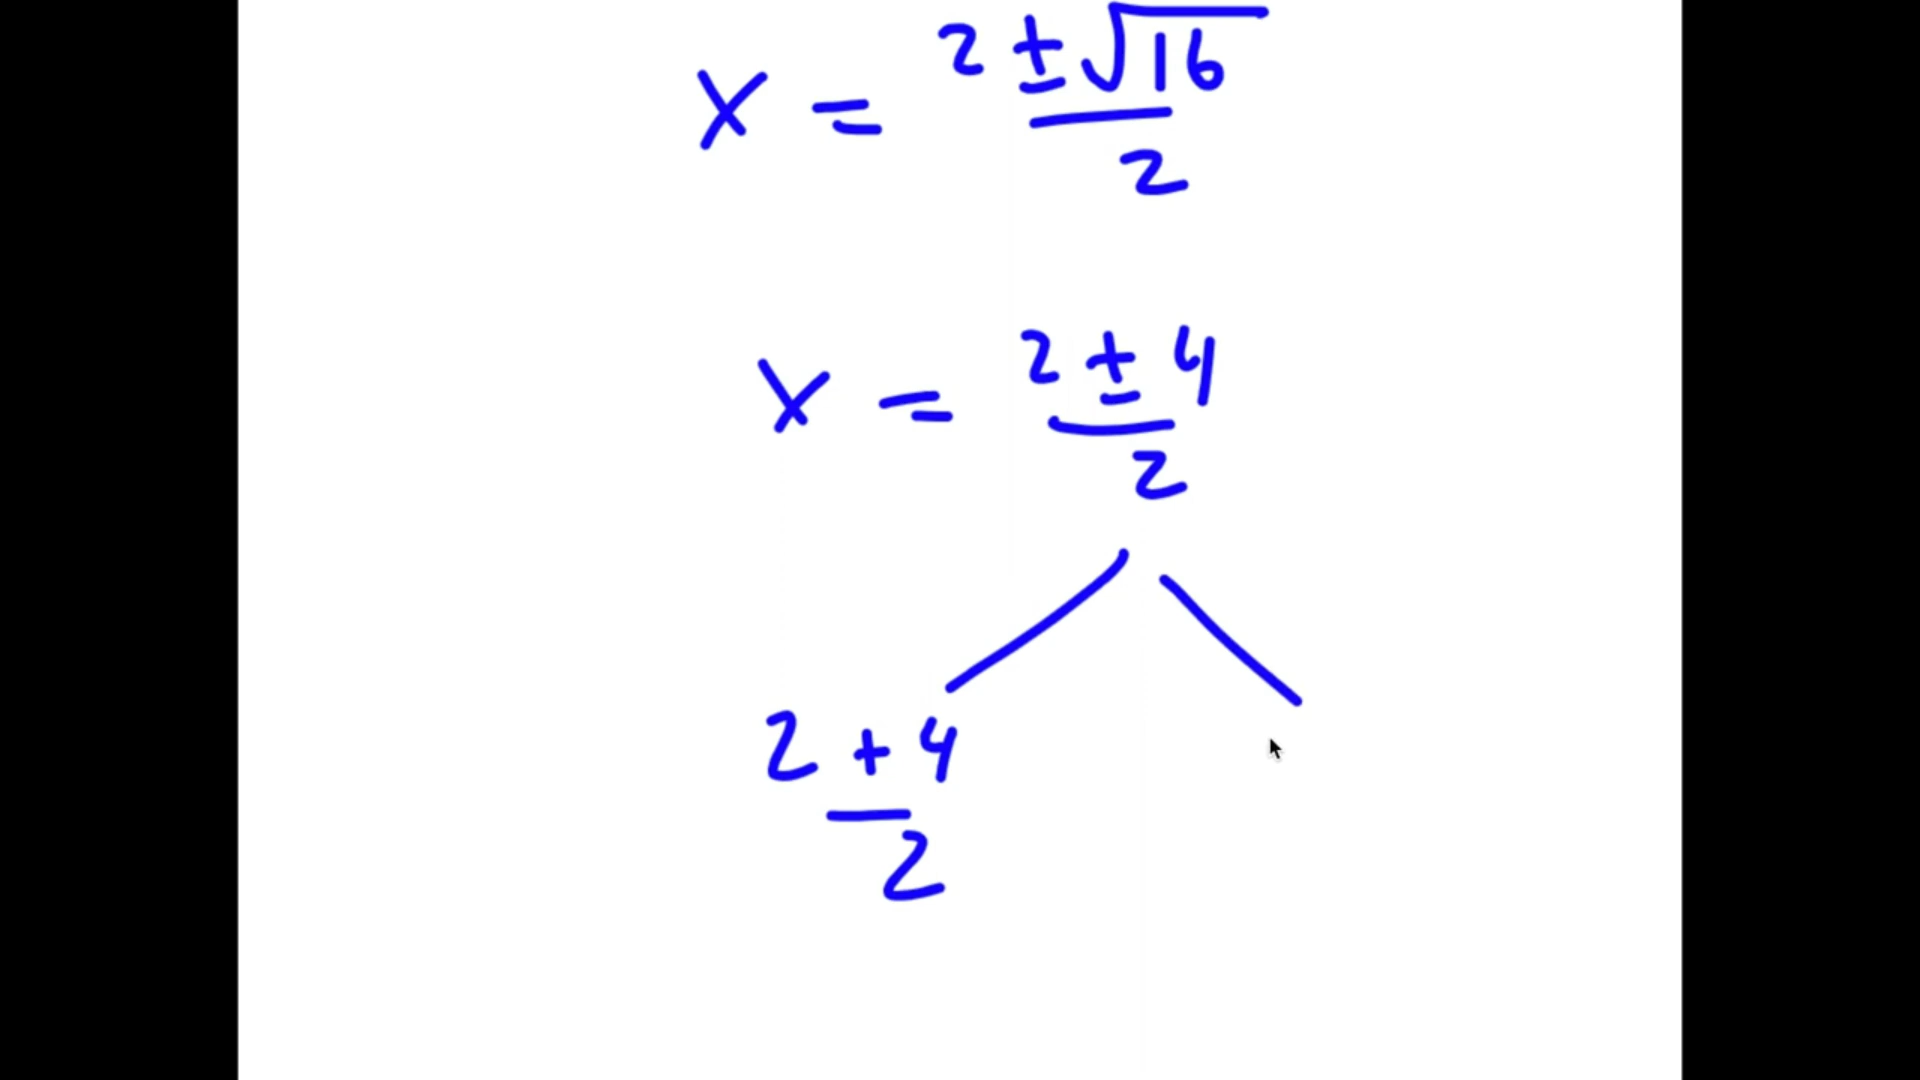 x = (2 ± √16) / 2
x = (2 ± 4) / 2
(2 + 4) / 2